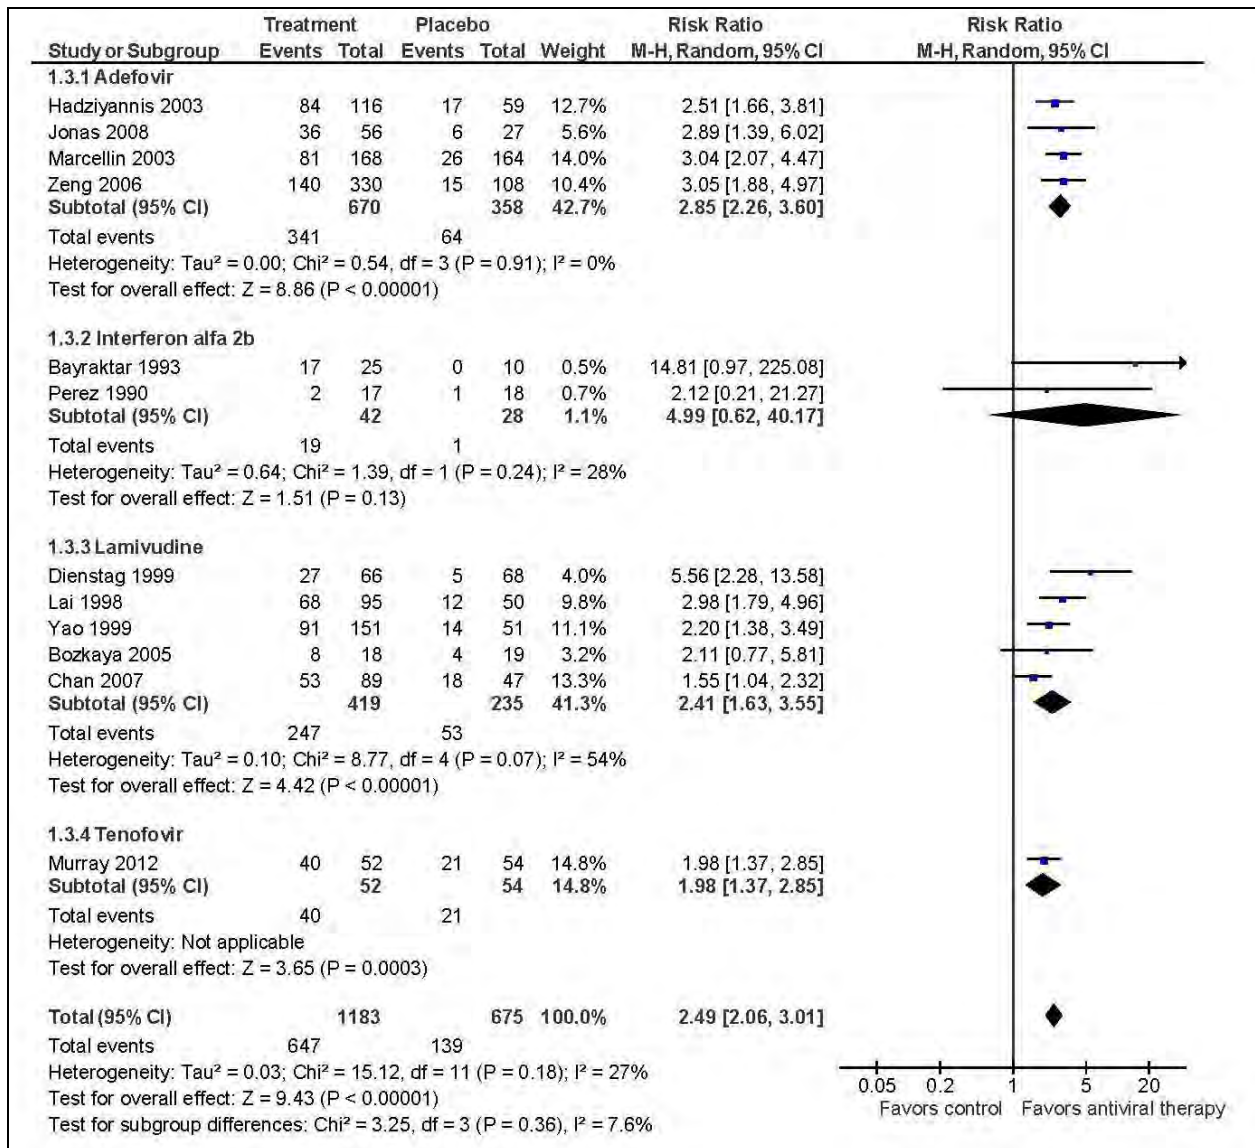 Treatment Placebo Risk Ratio Risk Ratio
Study or Subgroup Events Total Events Total Weight M-H, Random, 95% CI M-H, Random, 95% CI
1.3.1 Adefovir
Hadziyannis 2003 84 116 17 59 12.7% 2.51 [1.66, 3.81]
Jonas 2008 36 56 6 27 5.6% 2.89 [1.39, 6.02]
Marcellin 2003 81 168 26 164 14.0% 3.04 [2.07, 4.47]
Zeng 2006 140 330 15 108 10.4% 3.05 [1.88, 4.97]
Subtotal (95% CI) 670 358 42.7% 2.85 [2.26, 3.60]
Total events 341 64
Heterogeneity: Tau² = 0.00; Chi² = 0.54, df = 3 (P = 0.91); I² = 0%
Test for overall effect: Z = 8.86 (P < 0.00001)
1.3.2 Interferon alfa 2b
Bayraktar 1993 17 25 0 10 0.5% 14.81 [0.97, 225.08]
Perez 1990 2 17 1 18 0.7% 2.12 [0.21, 21.27]
Subtotal (95% CI) 42 28 1.1% 4.99 [0.62, 40.17]
Total events 19 1
Heterogeneity: Tau² = 0.64; Chi² = 1.39, df = 1 (P = 0.24); I² = 28%
Test for overall effect: Z = 1.51 (P = 0.13)
1.3.3 Lamivudine
Dienstag 1999 27 66 5 68 4.0% 5.56 [2.28, 13.58]
Lai 1998 68 95 12 50 9.8% 2.98 [1.79, 4.96]
Yao 1999 91 151 14 51 11.1% 2.20 [1.38, 3.49]
Bozkaya 2005 8 18 4 19 3.2% 2.11 [0.77, 5.81]
Chan 2007 53 89 18 47 13.3% 1.55 [1.04, 2.32]
Subtotal (95% CI) 419 235 41.3% 2.41 [1.63, 3.55]
Total events 247 53
Heterogeneity: Tau² = 0.10; Chi² = 8.77, df = 4 (P = 0.07); I² = 54%
Test for overall effect: Z = 4.42 (P < 0.00001)
1.3.4 Tenofovir
Murray 2012 40 52 21 54 14.8% 1.98 [1.37, 2.85]
Subtotal (95% CI) 52 54 14.8% 1.98 [1.37, 2.85]
Total events 40 21
Heterogeneity: Not applicable
Test for overall effect: Z = 3.65 (P = 0.0003)
Total (95% CI) 1183 675 100.0% 2.49 [2.06, 3.01]
Total events 647 139
Heterogeneity: Tau² = 0.03; Chi² = 15.12, df = 11 (P = 0.18); I² = 27%
Test for overall effect: Z = 9.43 (P < 0.00001)
Test for subgroup differences: Chi² = 3.25, df = 3 (P = 0.36), I² = 7.6%
0.05 0.2 1 5 20
Favors control Favors antiviral therapy